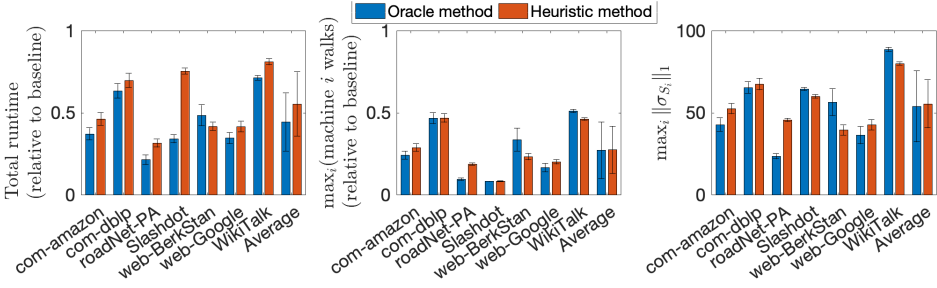 Oracle method Heuristic method
Total runtime
(relative to baseline)
1
0.5
0
com-amazon
com-dblp
roadNet-PA
Slashdot
web-BerkStan
web-Google
WikiTalk
Average
max_i(machine i walks)
(relative to baseline)
1
0.5
0
com-amazon
com-dblp
roadNet-PA
Slashdot
web-BerkStan
web-Google
WikiTalk
Average
max_i ||σ_{S_i}||_1
100
50
0
com-amazon
com-dblp
roadNet-PA
Slashdot
web-BerkStan
web-Google
WikiTalk
Average